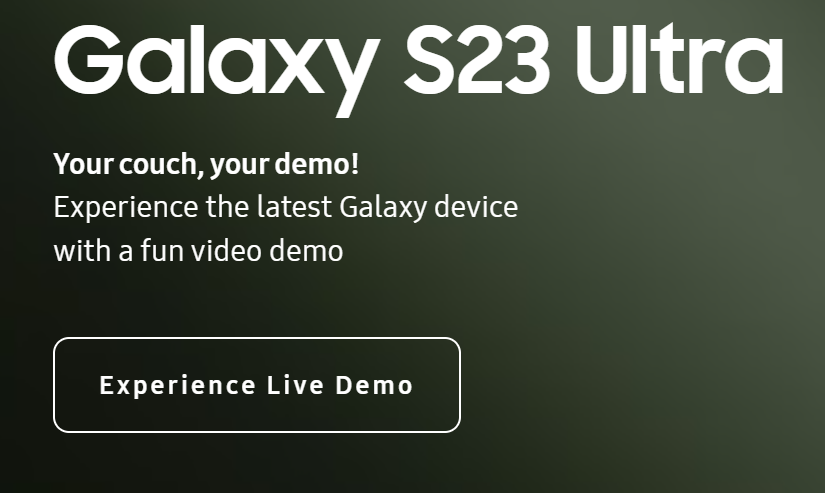 Galaxy S23 Ultra
Your couch, your demo!
Experience the latest Galaxy device
with a fun video demo
Experience Live Demo